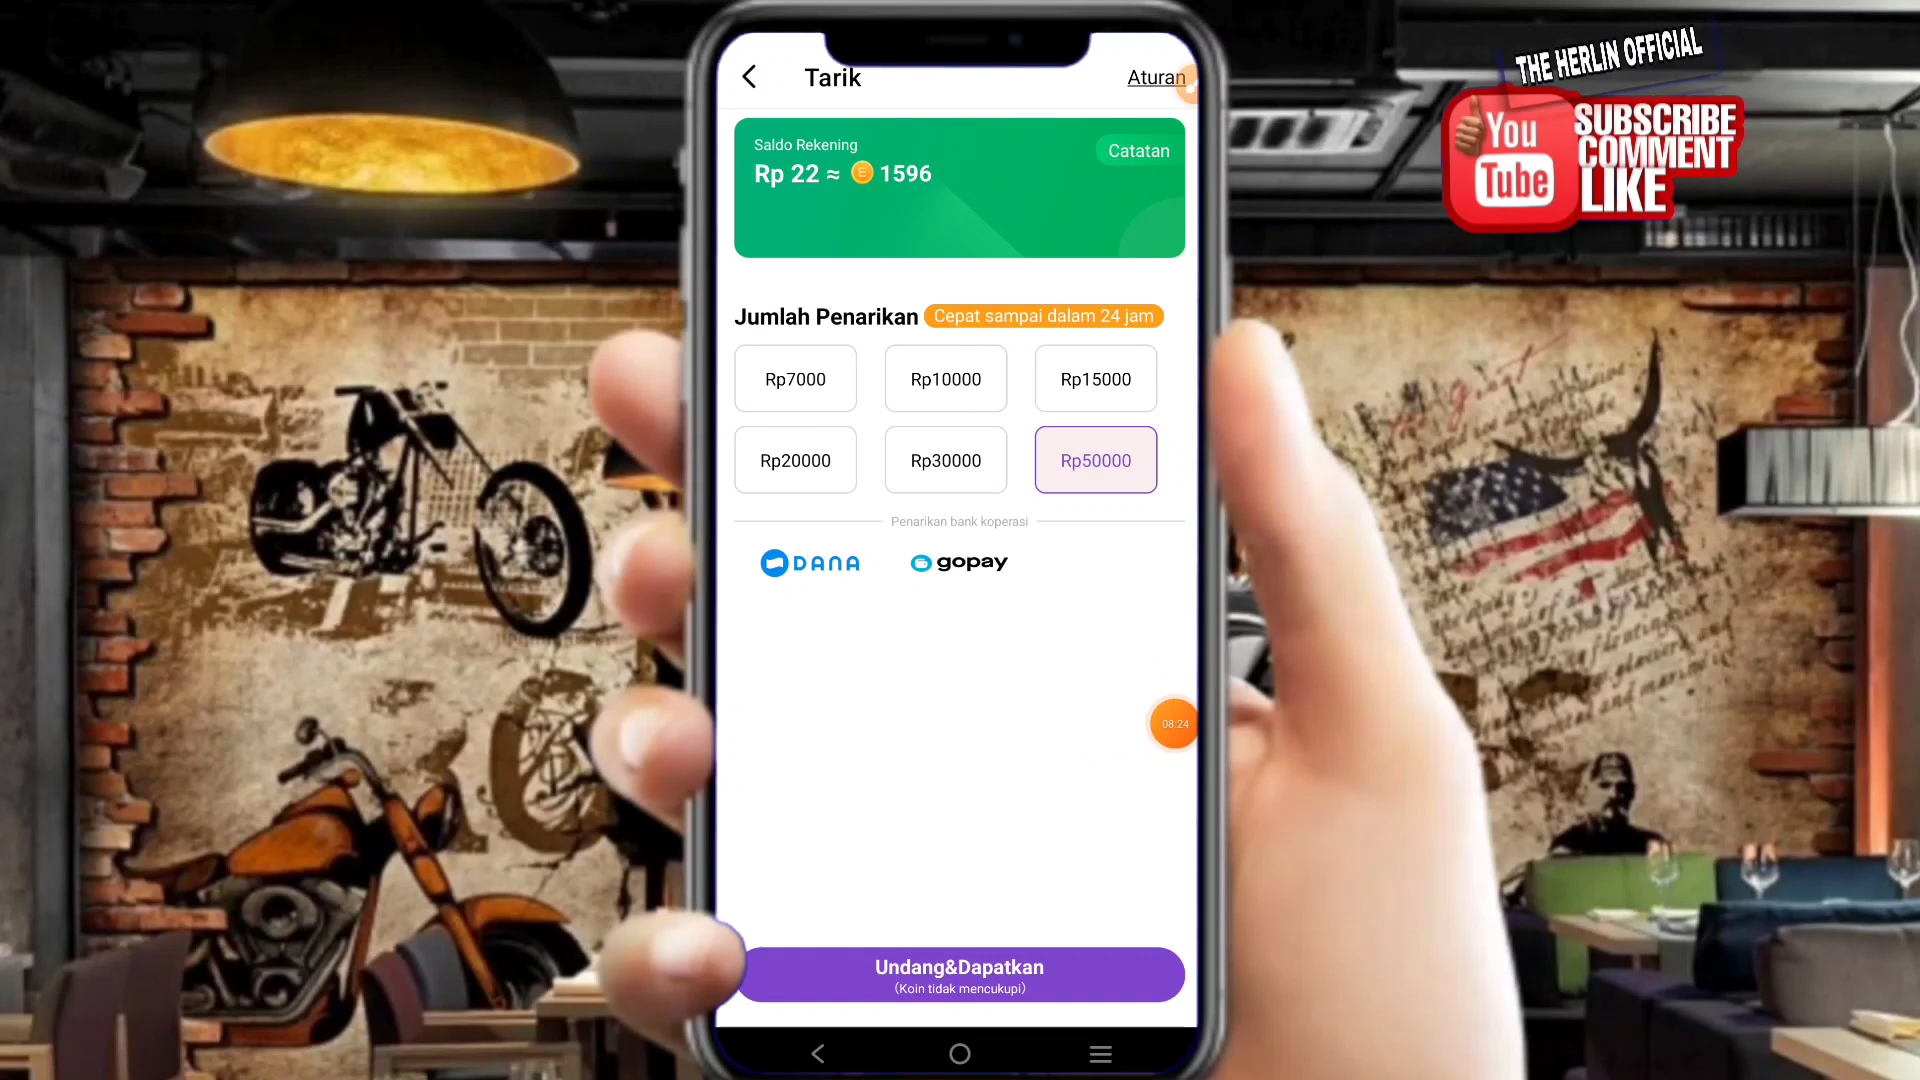 THE HERLIN OFFICIAL
You
Tube
SUBSCRIBE
COMMENT
LIKE
Tarik
Aturan
Saldo Rekening
Catatan
Rp 22 ≈ E 1596
Jumlah Penarikan
Cepat sampai dalam 24 jam
Rp7000
Rp10000
Rp15000
Rp20000
Rp30000
Rp50000
Penarikan bank koperasi
DANA
gopay
08:24
Undang&Dapatkan
(Koin tidak mencukupi)